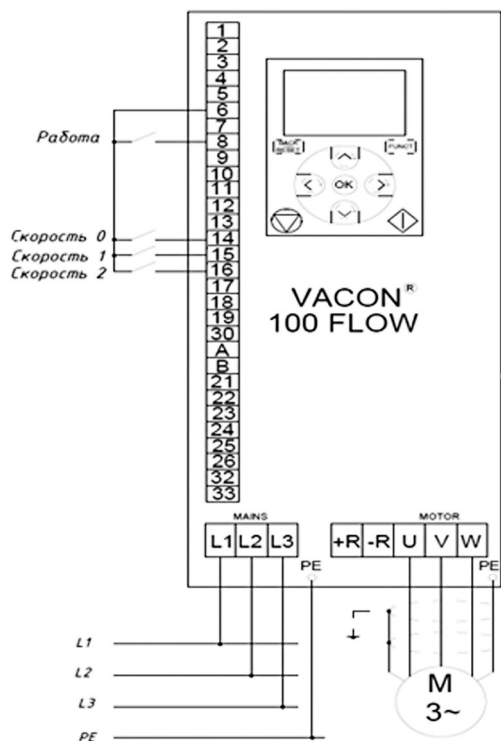 1
2
3
4
5
6
7
Работа
8
9
10
11
12
13
Скорость 0
14
Скорость 1
15
Скорость 2
16
17
18
19
30
A
B
21
22
23
24
25
26
32
33
BACK
RESET
FUNCT
OK
VACON®
100 FLOW
MAINS
MOTOR
L1 L2 L3
+R -R U V W
PE
PE
L1
L2
L3
PE
M
3~